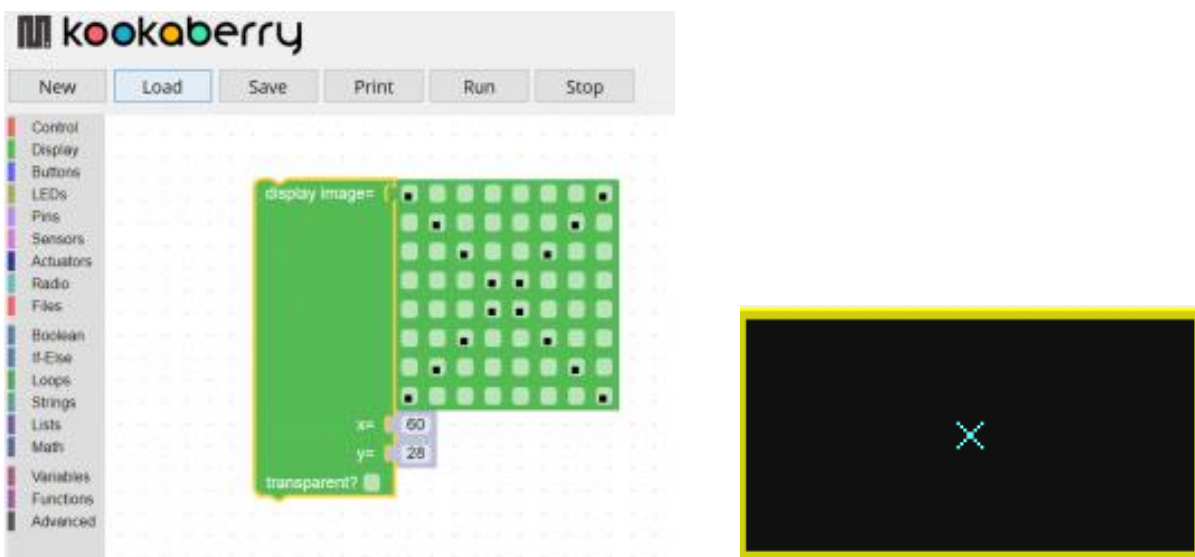 kookaberry
New Load Save Print Run Stop
Control
Display
Buttons
LEDs
Pins
Sensors
Actuators
Radio
Files
Boolean
If-Else
Loops
Strings
Lists
Math
Variables
Functions
Advanced
display image=
x= 60
y= 28
transparent?